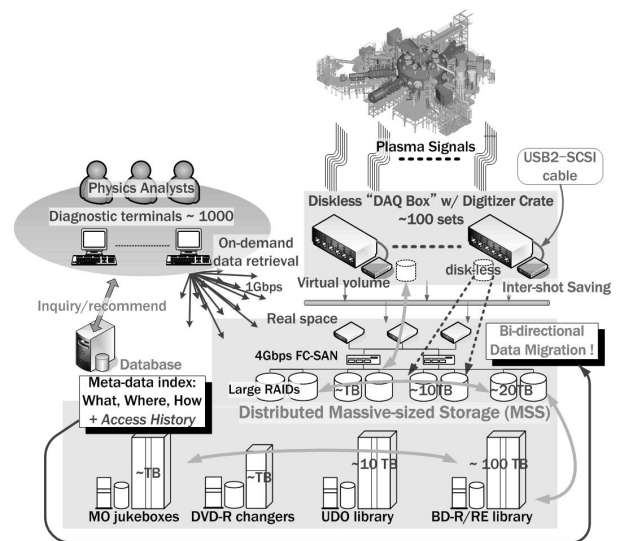 Plasma Signals
USB2-SCSI
cable
Physics Analysts
Diagnostic terminals ~ 1000
Diskless "DAQ Box" w/ Digitizer Crate
~100 sets
On-demand
data retrieval
1Gbps
Virtual volume
disk-less
Inter-shot Saving
Inquiry/recommend
Real space
Bi-directional
Data Migration !
Database
4Gbps FC-SAN
Meta-data index:
What, Where, How
+ Access History
Large RAIDs
~TB
~10TB
~20TB
Distributed Massive-sized Storage (MSS)
~TB
~TB
~10 TB
~ 100 TB
MO jukeboxes
DVD-R changers
UDO library
BD-R/RE library